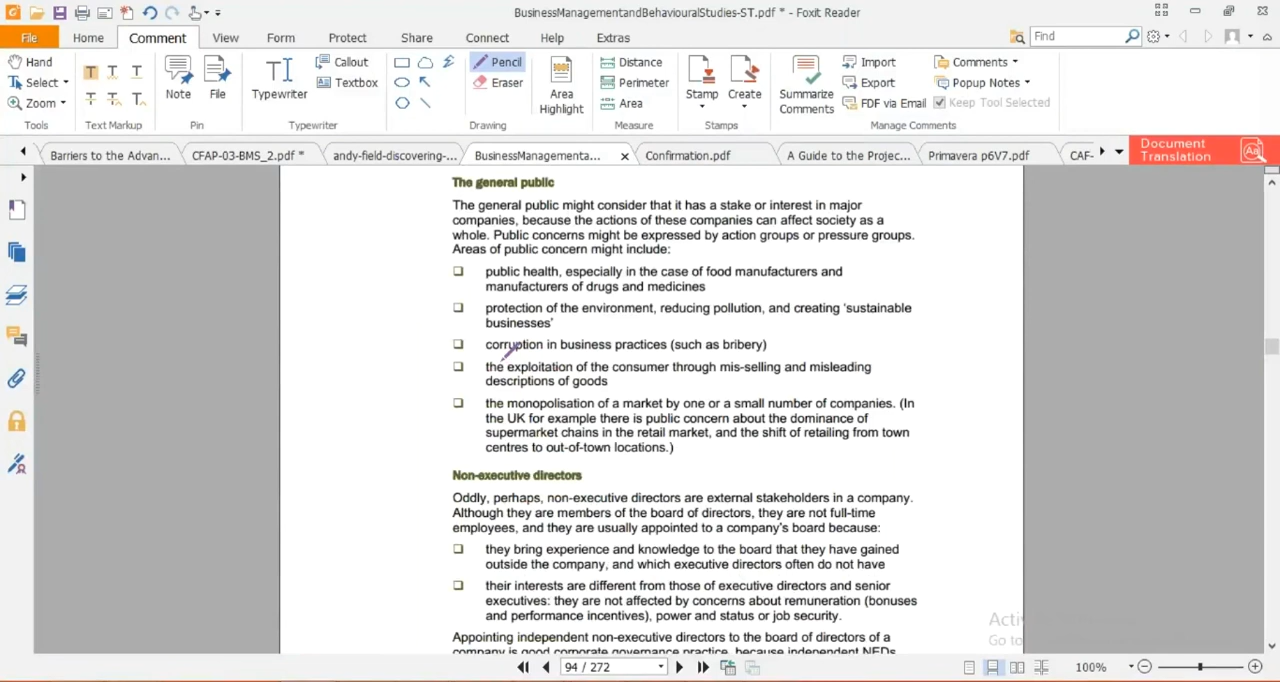 BusinessManagementandBehaviouralStudies-ST.pdf * - Foxit Reader
File Home Comment View Form Protect Share Connect Help Extras Find
Hand
Select
Zoom
Tools
Text Markup
Note File
Pin
Typewriter
Callout
Textbox
Typewriter
Pencil
Eraser
Drawing
Area Highlight
Distance
Perimeter
Area
Measure
Stamp Create
Stamps
Summarize Comments
Import
Export
FDF via Email
Comments
Popup Notes
Keep Tool Selected
Manage Comments
Barriers to the Advan... CFAP-03-BMS_2.pdf * andy-field-discovering-... BusinessManagementa... Confirmation.pdf A Guide to the Projec... Primavera p6V7.pdf CAF-
Document Translation
The general public
The general public might consider that it has a stake or interest in major
companies, because the actions of these companies can affect society as a
whole. Public concerns might be expressed by action groups or pressure groups.
Areas of public concern might include:
public health, especially in the case of food manufacturers and
manufacturers of drugs and medicines
protection of the environment, reducing pollution, and creating ‘sustainable
businesses’
corruption in business practices (such as bribery)
the exploitation of the consumer through mis-selling and misleading
descriptions of goods
the monopolisation of a market by one or a small number of companies. (In
the UK for example there is public concern about the dominance of
supermarket chains in the retail market, and the shift of retailing from town
centres to out-of-town locations.)
Non-executive directors
Oddly, perhaps, non-executive directors are external stakeholders in a company.
Although they are members of the board of directors, they are not full-time
employees, and they are usually appointed to a company’s board because:
they bring experience and knowledge to the board that they have gained
outside the company, and which executive directors often do not have
their interests are different from those of executive directors and senior
executives: they are not affected by concerns about remuneration (bonuses
and performance incentives), power and status or job security.
Appointing independent non-executive directors to the board of directors of a
company is good corporate governance practice, because independent NEDs
Activ
Go to
94 / 272
100%